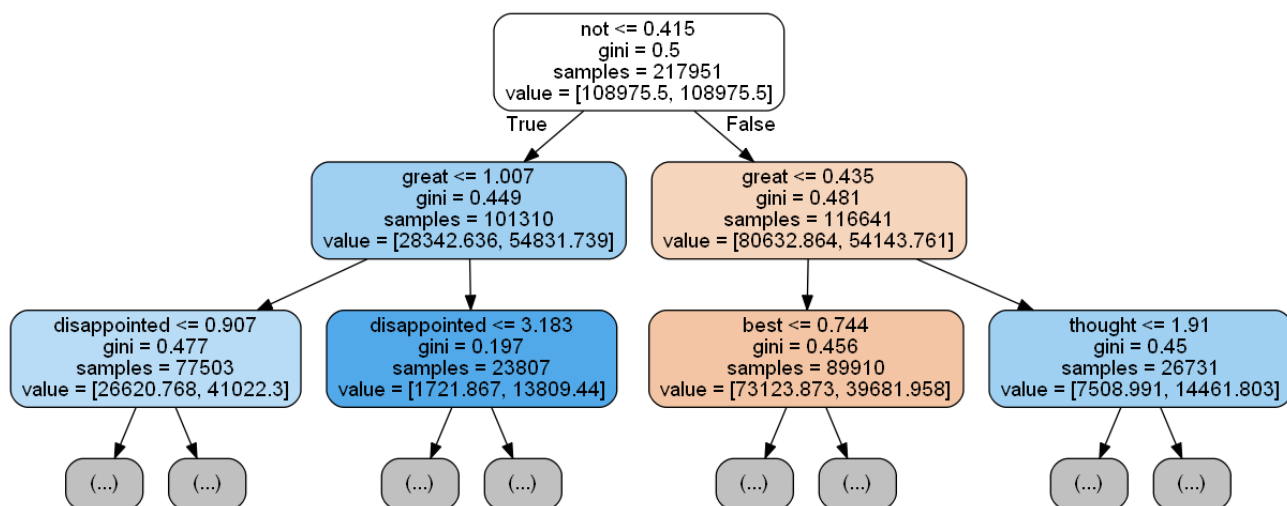 not <= 0.415
gini = 0.5
samples = 217951
value = [108975.5, 108975.5]
True
False
great <= 1.007
gini = 0.449
samples = 101310
value = [28342.636, 54831.739]
great <= 0.435
gini = 0.481
samples = 116641
value = [80632.864, 54143.761]
disappointed <= 0.907
gini = 0.477
samples = 77503
value = [26620.768, 41022.3]
disappointed <= 3.183
gini = 0.197
samples = 23807
value = [1721.867, 13809.44]
best <= 0.744
gini = 0.456
samples = 89910
value = [73123.873, 39681.958]
thought <= 1.91
gini = 0.45
samples = 26731
value = [7508.991, 14461.803]
(...)
(...)
(...)
(...)
(...)
(...)
(...)
(...)